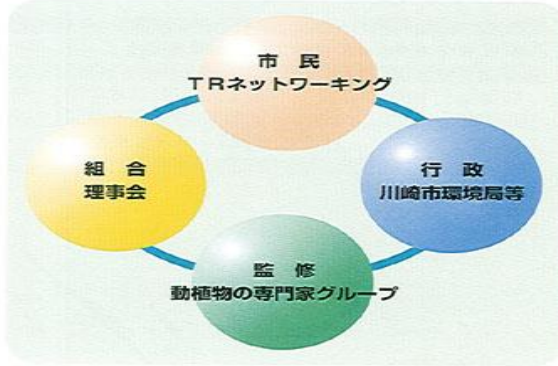 市 民
TRネットワーキング
組 合
理事会
行 政
川崎市環境局等
監 修
動植物の専門家グループ